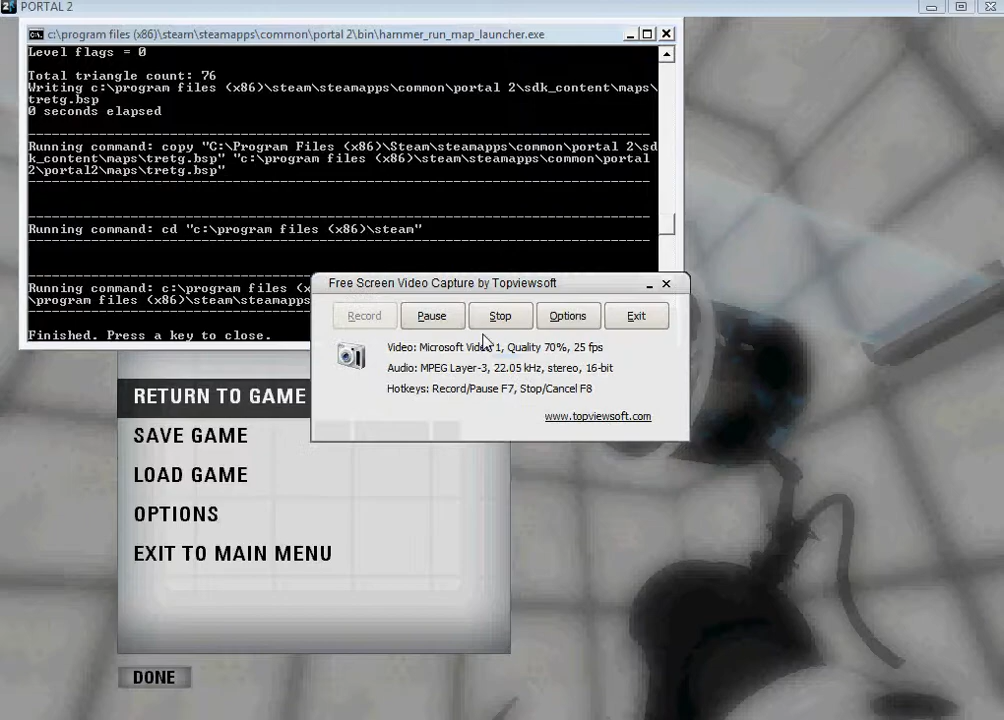 PORTAL 2
c:\program files (x86)\steam\steamapps\common\portal 2\bin\hammer_run_map_launcher.exe
Level flags = 0
Total triangle count: 76
Writing c:\program files (x86)\steam\steamapps\common\portal 2\sdk_content\maps\
tretg.bsp
0 seconds elapsed
Running command: copy "C:\Program Files (x86)\Steam\steamapps\common\portal 2\sd
k_content\maps\tretg.bsp" "c:\program files (x86)\steam\steamapps\common\portal
2\portal2\maps\tretg.bsp"
Running command: cd "c:\program files (x86)\steam"
Running command: c:\program files (x86)\s
\program files (x86)\steam\steamapps
Finished. Press a key to close.
Free Screen Video Capture by Topviewsoft
Record Pause Stop Options Exit
Video: Microsoft Video 1, Quality 70%, 25 fps
Audio: MPEG Layer-3, 22.05 kHz, stereo, 16-bit
Hotkeys: Record/Pause F7, Stop/Cancel F8
www.topviewsoft.com
RETURN TO GAME
SAVE GAME
LOAD GAME
OPTIONS
EXIT TO MAIN MENU
DONE